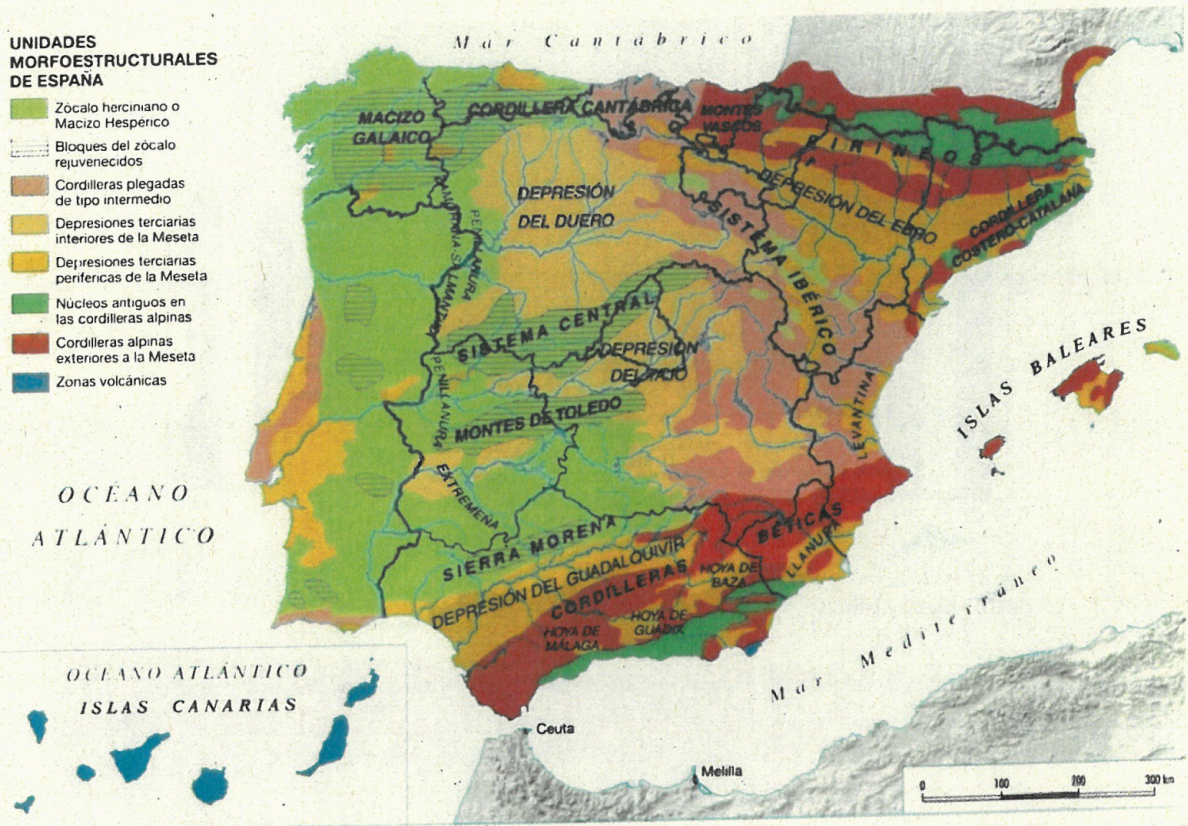 UNIDADES
MORFOESTRUCTURALES
DE ESPAÑA
Zócalo herciniano o
Macizo Hespérico
Bloques del zócalo
rejuvenecidos
Cordilleras plegadas
de tipo intermedio
Depresiones terciarias
interiores de la Meseta
Depresiones terciarias
periféricas de la Meseta
Núcleos antiguos en
las cordilleras alpinas
Cordilleras alpinas
exteriores a la Meseta
Zonas volcánicas
Mar Cantábrico
MACIZO
GALAICO
CORDILLERA CANTÁBRICA
MONTES
VASCOS
PIRINEOS
DEPRESIÓN
DEL DUERO
DEPRESIÓN DEL EBRO
CORDILLERA
COSTERO-CATALANA
SISTEMA IBÉRICO
ZAMORANA-SALMANTINA
PENILLANURA
SISTEMA CENTRAL
DEPRESIÓN
DEL TAJO
ISLAS BALEARES
PENILLANURA
EXTREMEÑA
MONTES DE TOLEDO
LEVANTINA
LLANURA
OCÉANO
ATLÁNTICO
SIERRA MORENA
DEPRESIÓN DEL GUADALQUIVIR
CORDILLERAS
BÉTICAS
HOYA DE
BAZA
HOYA DE
GUADIX
HOYA DE
MÁLAGA
Mar Mediterráneo
OCEANO ATLÁNTICO
ISLAS CANARIAS
Ceuta
Melilla
0 100 200 300 km